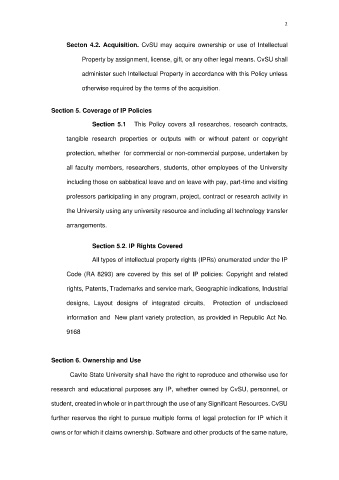 2
Secton 4.2. Acquisition. CvSU may acquire ownership or use of Intellectual
Property by assignment, license, gift, or any other legal means. CvSU shall
administer such Intellectual Property in accordance with this Policy unless
otherwise required by the terms of the acquisition.
Section 5. Coverage of IP Policies
Section 5.1 This Policy covers all researches, research contracts,
tangible research properties or outputs with or without patent or copyright
protection, whether for commercial or non-commercial purpose, undertaken by
all faculty members, researchers, students, other employees of the University
including those on sabbatical leave and on leave with pay, part-time and visiting
professors participating in any program, project, contract or research activity in
the University using any university resource and including all technology transfer
arrangements.
Section 5.2. IP Rights Covered
All types of intellectual property rights (IPRs) enumerated under the IP
Code (RA 8293) are covered by this set of IP policies: Copyright and related
rights, Patents, Trademarks and service mark, Geographic indications, Industrial
designs, Layout designs of integrated circuits, Protection of undisclosed
information and New plant variety protection, as provided in Republic Act No.
9168
Section 6. Ownership and Use
Cavite State University shall have the right to reproduce and otherwise use for
research and educational purposes any IP, whether owned by CvSU, personnel, or
student, created in whole or in part through the use of any Significant Resources. CvSU
further reserves the right to pursue multiple forms of legal protection for IP which it
owns or for which it claims ownership. Software and other products of the same nature,